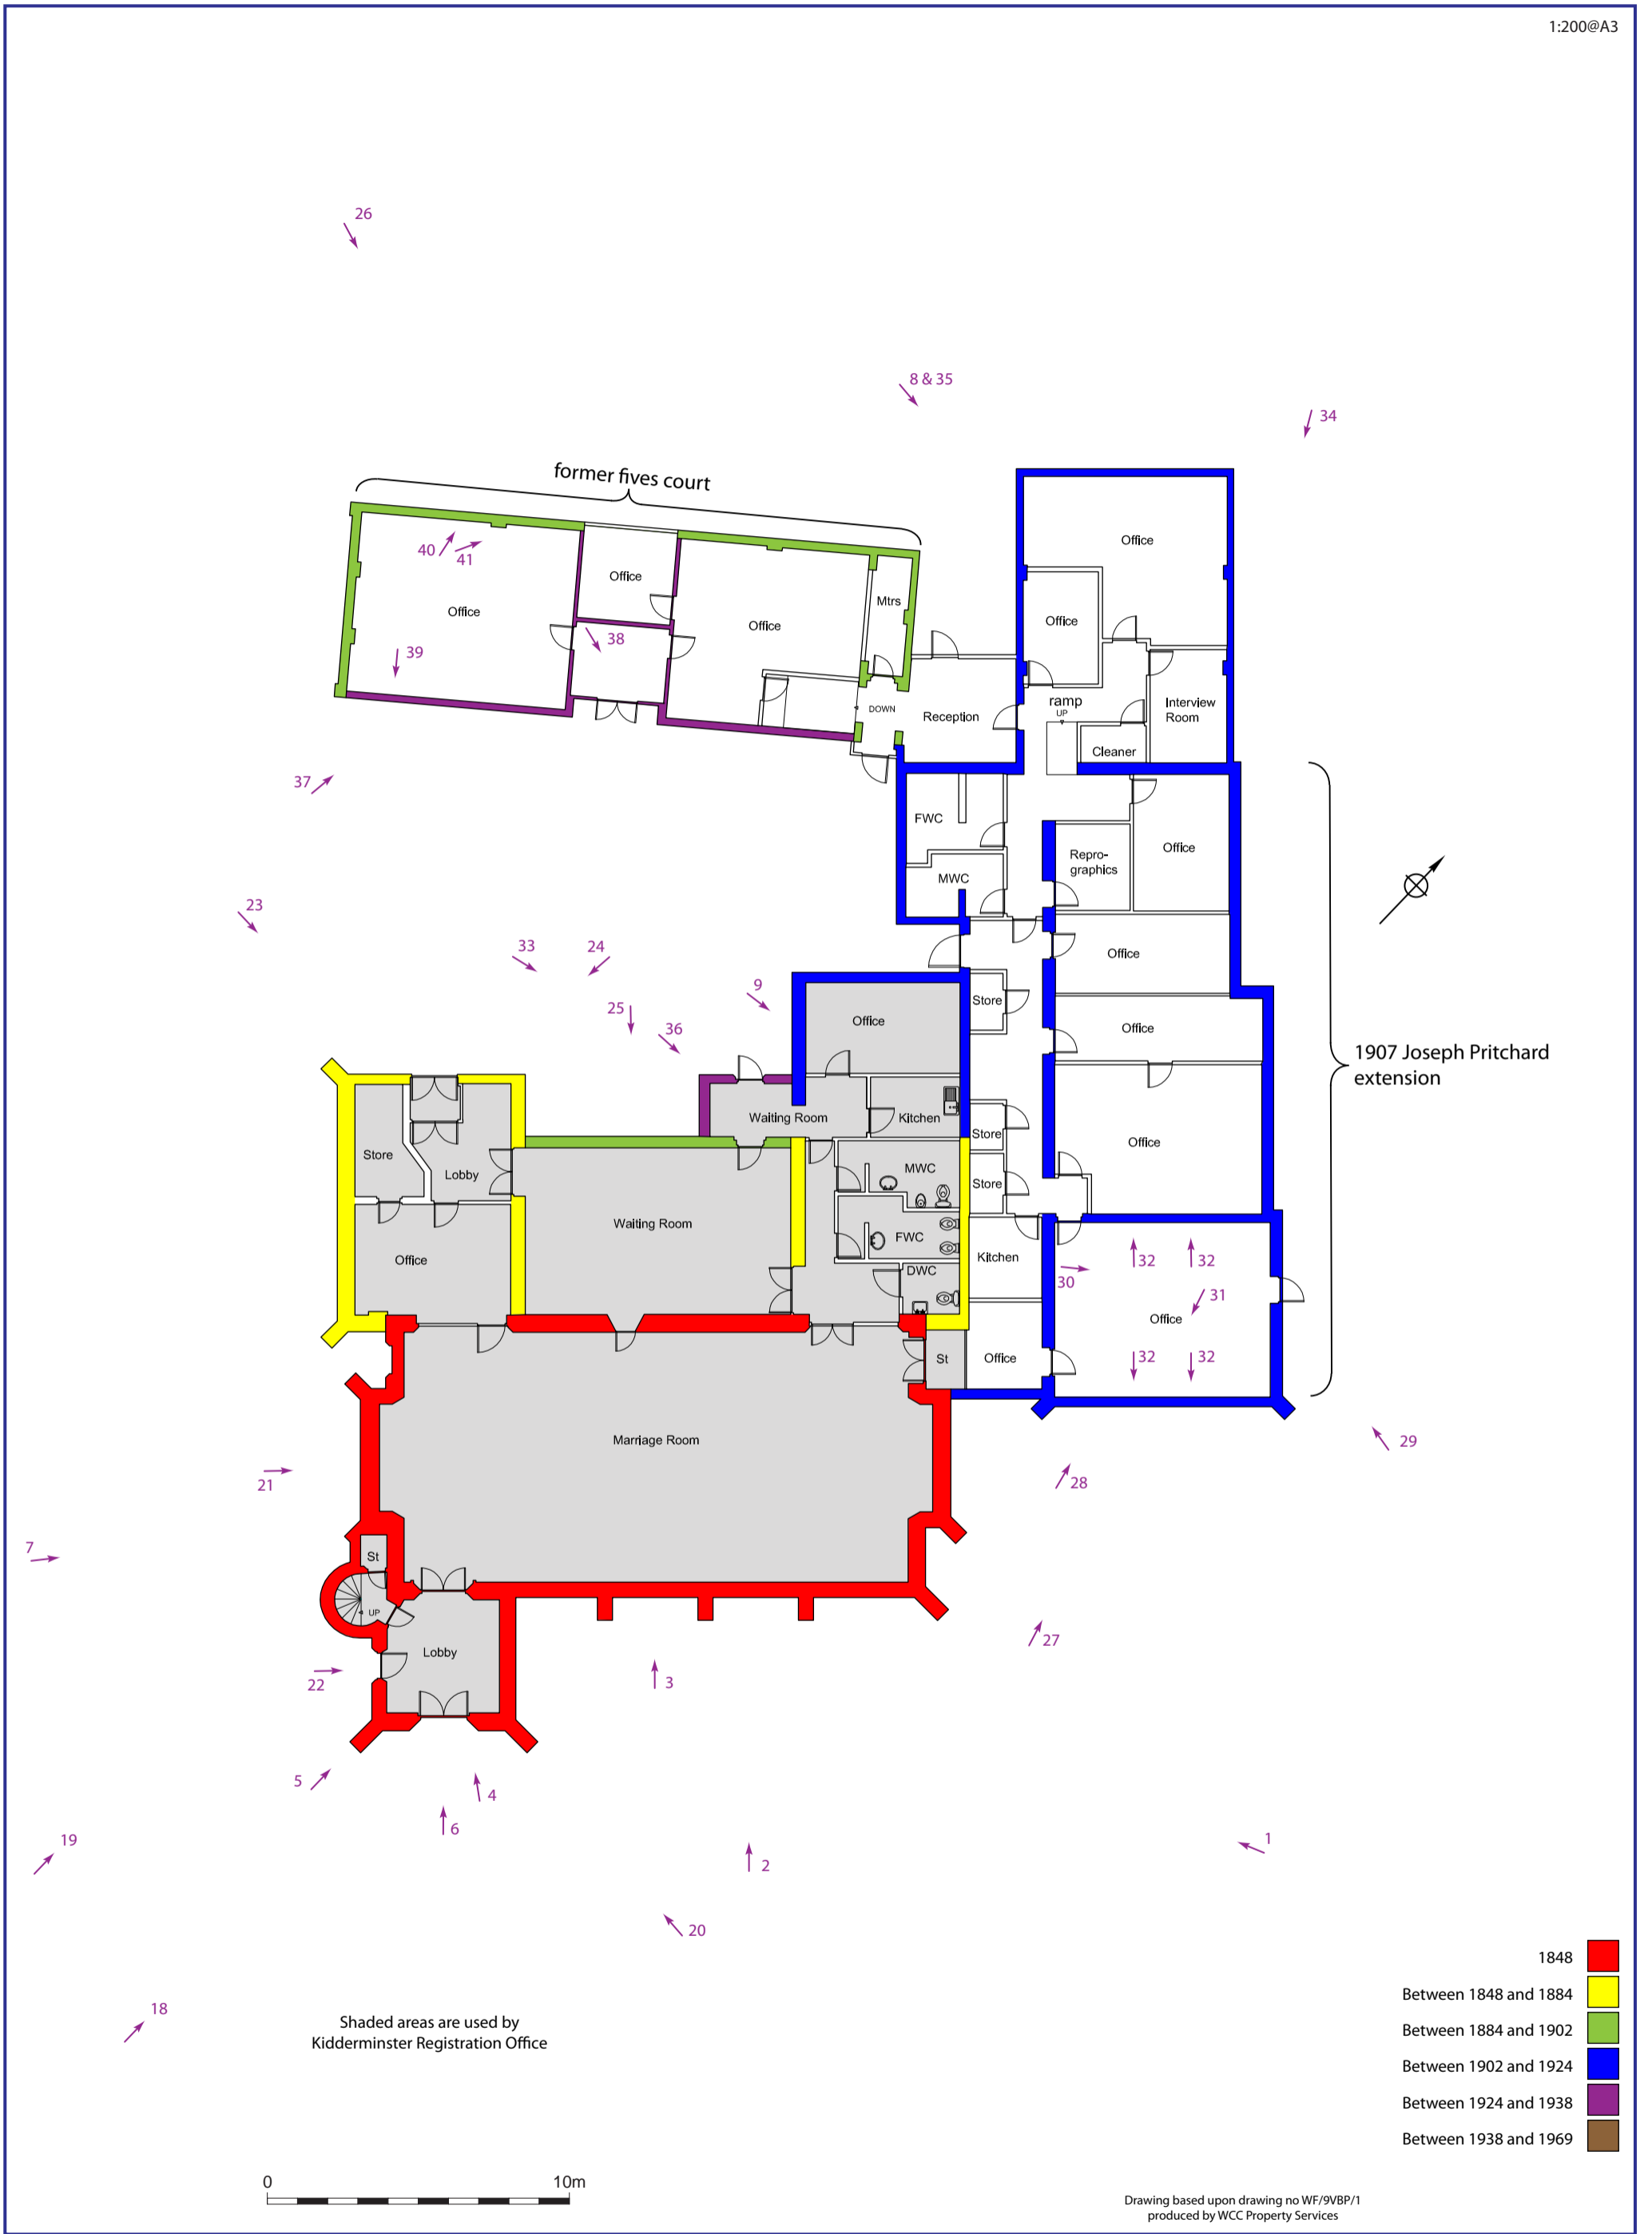 1:200@A3
26
8 & 35
34
former fives court
Office
40
41
Office
Office
Mtrs
Office
Office
Office
38
39
DOWN
Reception
ramp
UP
Interview
Room
Cleaner
37
FWC
MWC
Repro-
graphics
Office
23
33
24
Office
9
25
36
Store
Office
Office
1907 Joseph Pritchard
extension
Waiting Room
Kitchen
Store
Office
Store
Lobby
MWC
Store
Waiting Room
FWC
Office
DWC
Kitchen
32
32
30
31
Office
St
Office
32
32
Marriage Room
29
21
28
7
St
UP
Lobby
27
22
3
5
4
6
19
1
2
20
18
Shaded areas are used by
Kidderminster Registration Office
1848
Between 1848 and 1884
Between 1884 and 1902
Between 1902 and 1924
Between 1924 and 1938
Between 1938 and 1969
0
10m
Drawing based upon drawing no WF/9VBP/1
produced by WCC Property Services